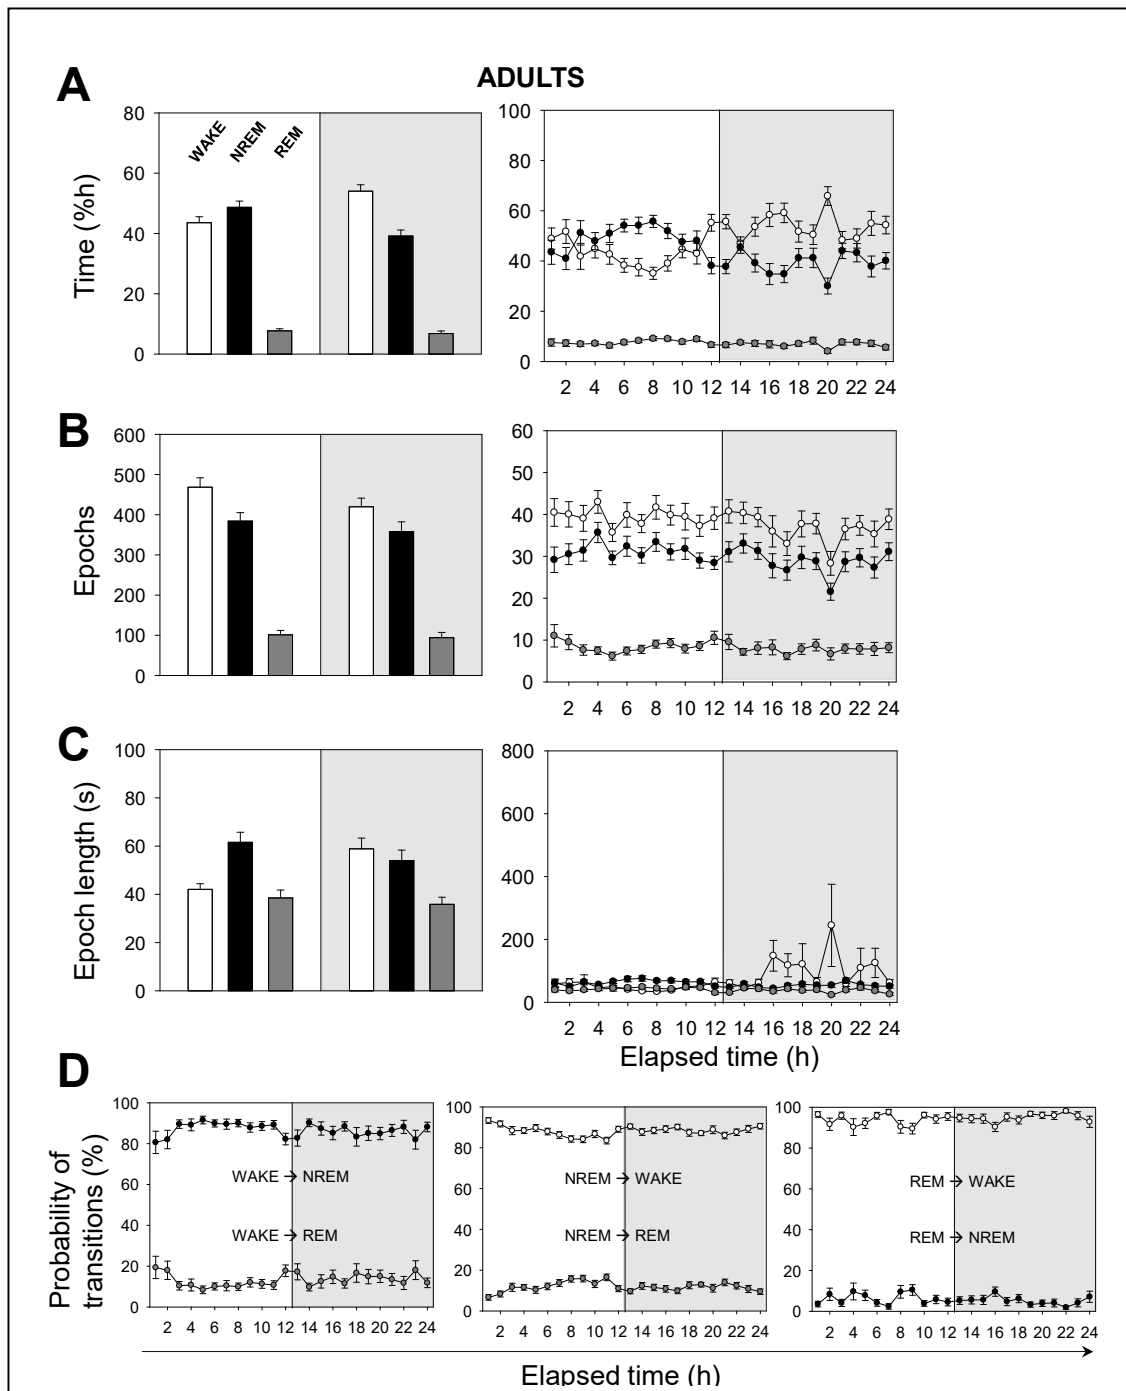 A
ADULTS
80
60
40
20
0
Time (%h)
WAKE NREM REM
100
80
60
40
20
0
2 4 6 8 10 12 14 16 18 20 22 24
B
600
500
400
300
200
100
0
Epochs
60
50
40
30
20
10
0
2 4 6 8 10 12 14 16 18 20 22 24
C
100
80
60
40
20
0
Epoch length (s)
800
600
400
200
0
2 4 6 8 10 12 14 16 18 20 22 24
Elapsed time (h)
D
Probability of
transitions (%)
100
80
60
40
20
0
WAKE → NREM
WAKE → REM
2 4 6 8 10 12 14 16 18 20 22 24
100
80
60
40
20
0
NREM → WAKE
NREM → REM
2 4 6 8 10 12 14 16 18 20 22 24
100
80
60
40
20
0
REM → WAKE
REM → NREM
2 4 6 8 10 12 14 16 18 20 22 24
Elapsed time (h)